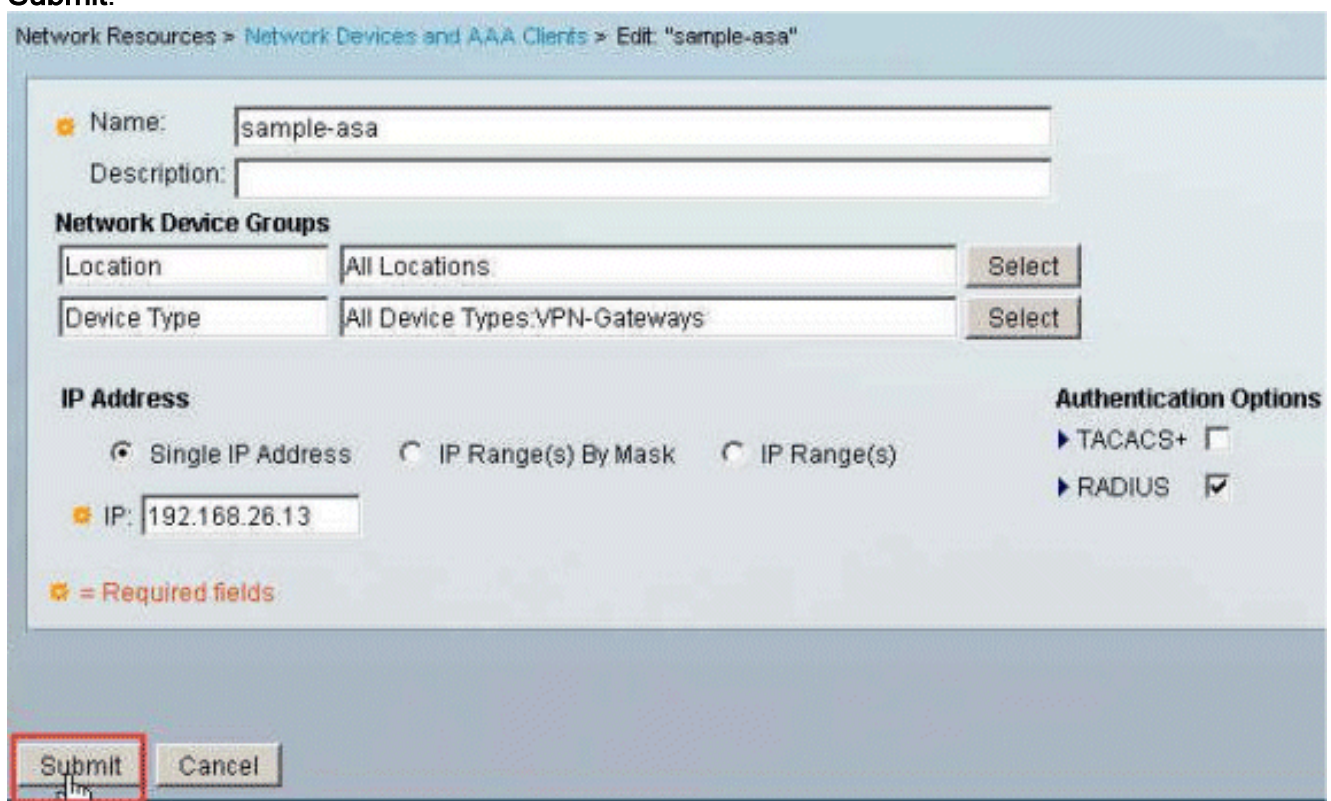 Submit.
Network Resources > Network Devices and AAA Clients > Edit: "sample-asa"
Name: sample-asa
Description:
Network Device Groups
Location All Locations Select
Device Type All Device Types:VPN-Gateways Select
IP Address Authentication Options
Single IP Address IP Range(s) By Mask IP Range(s) TACACS+
RADIUS
IP: 192.168.26.13
= Required fields
Submit Cancel